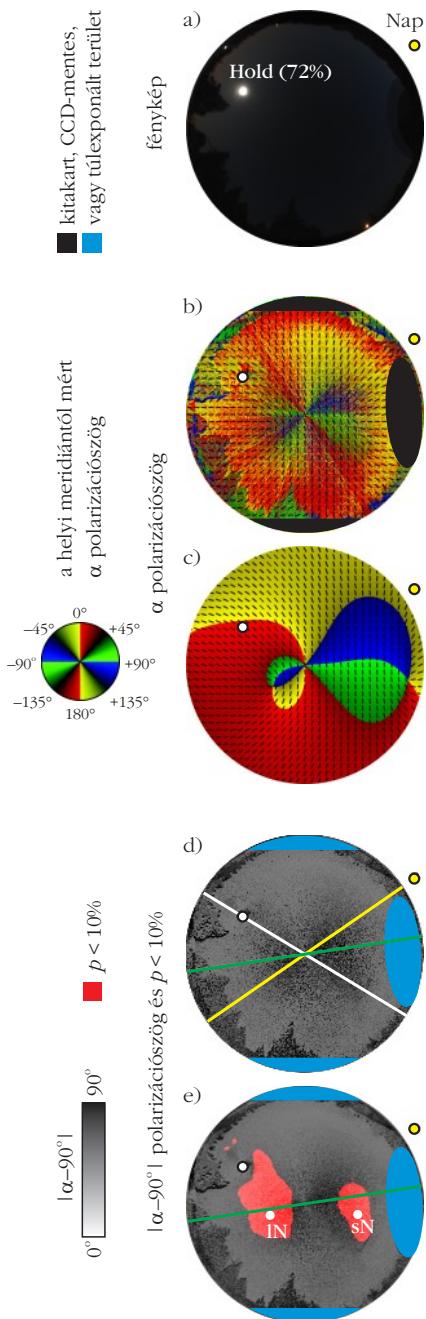 a)
Nap
Hold (72%)
fénykép
kitakart, CCD-mentes,
vagy túlexponált terület
b)
a helyi meridiántól mért
α polarizációszög
α polarizációszög
0°
–45°
+45°
–90°
+90°
–135°
+135°
180°
c)
d)
p < 10%
|α–90°|
0°
90°
|α–90°| polarizációszög és p < 10%
e)
lN
sN